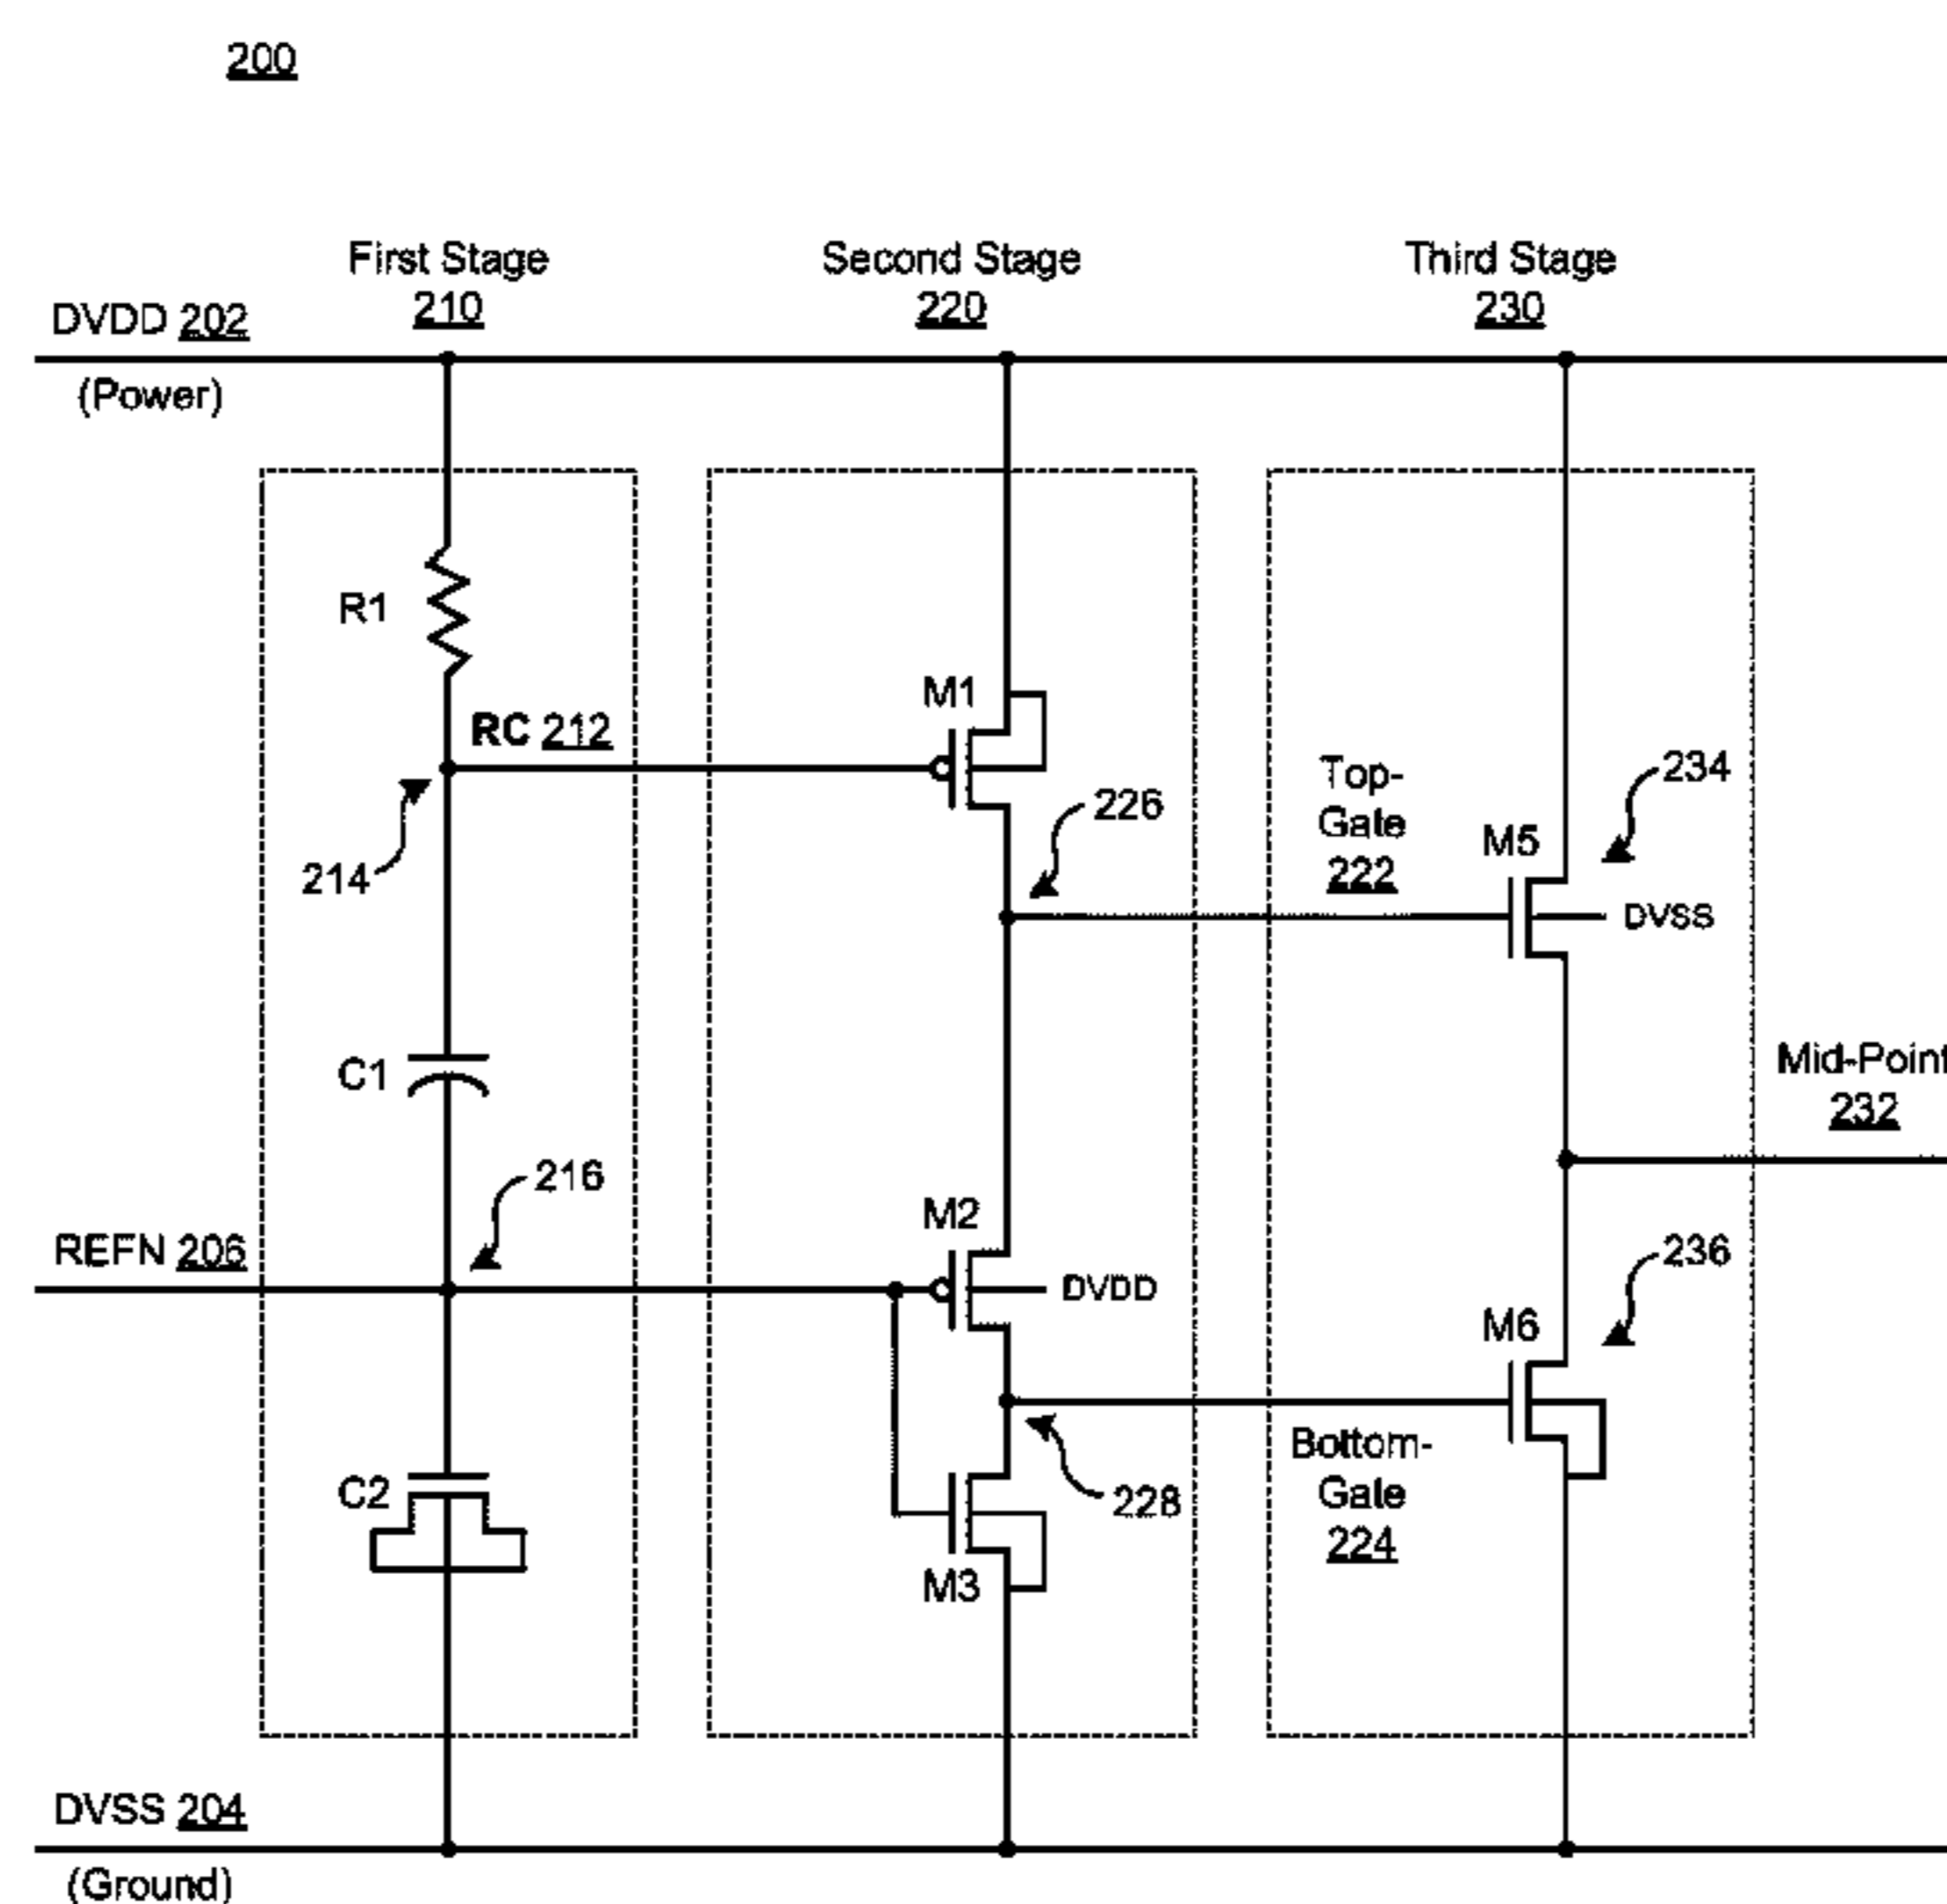 200
First Stage
210
Second Stage
220
Third Stage
230
DVDD 202
(Power)
R1
M1
RC 212
226
Top-
Gate
222
234
M5
214
DVSS
C1
Mid-Point
232
216
M2
REFN 206
236
DVDD
M6
Bottom-
Gate
224
C2
228
M3
DVSS 204
(Ground)